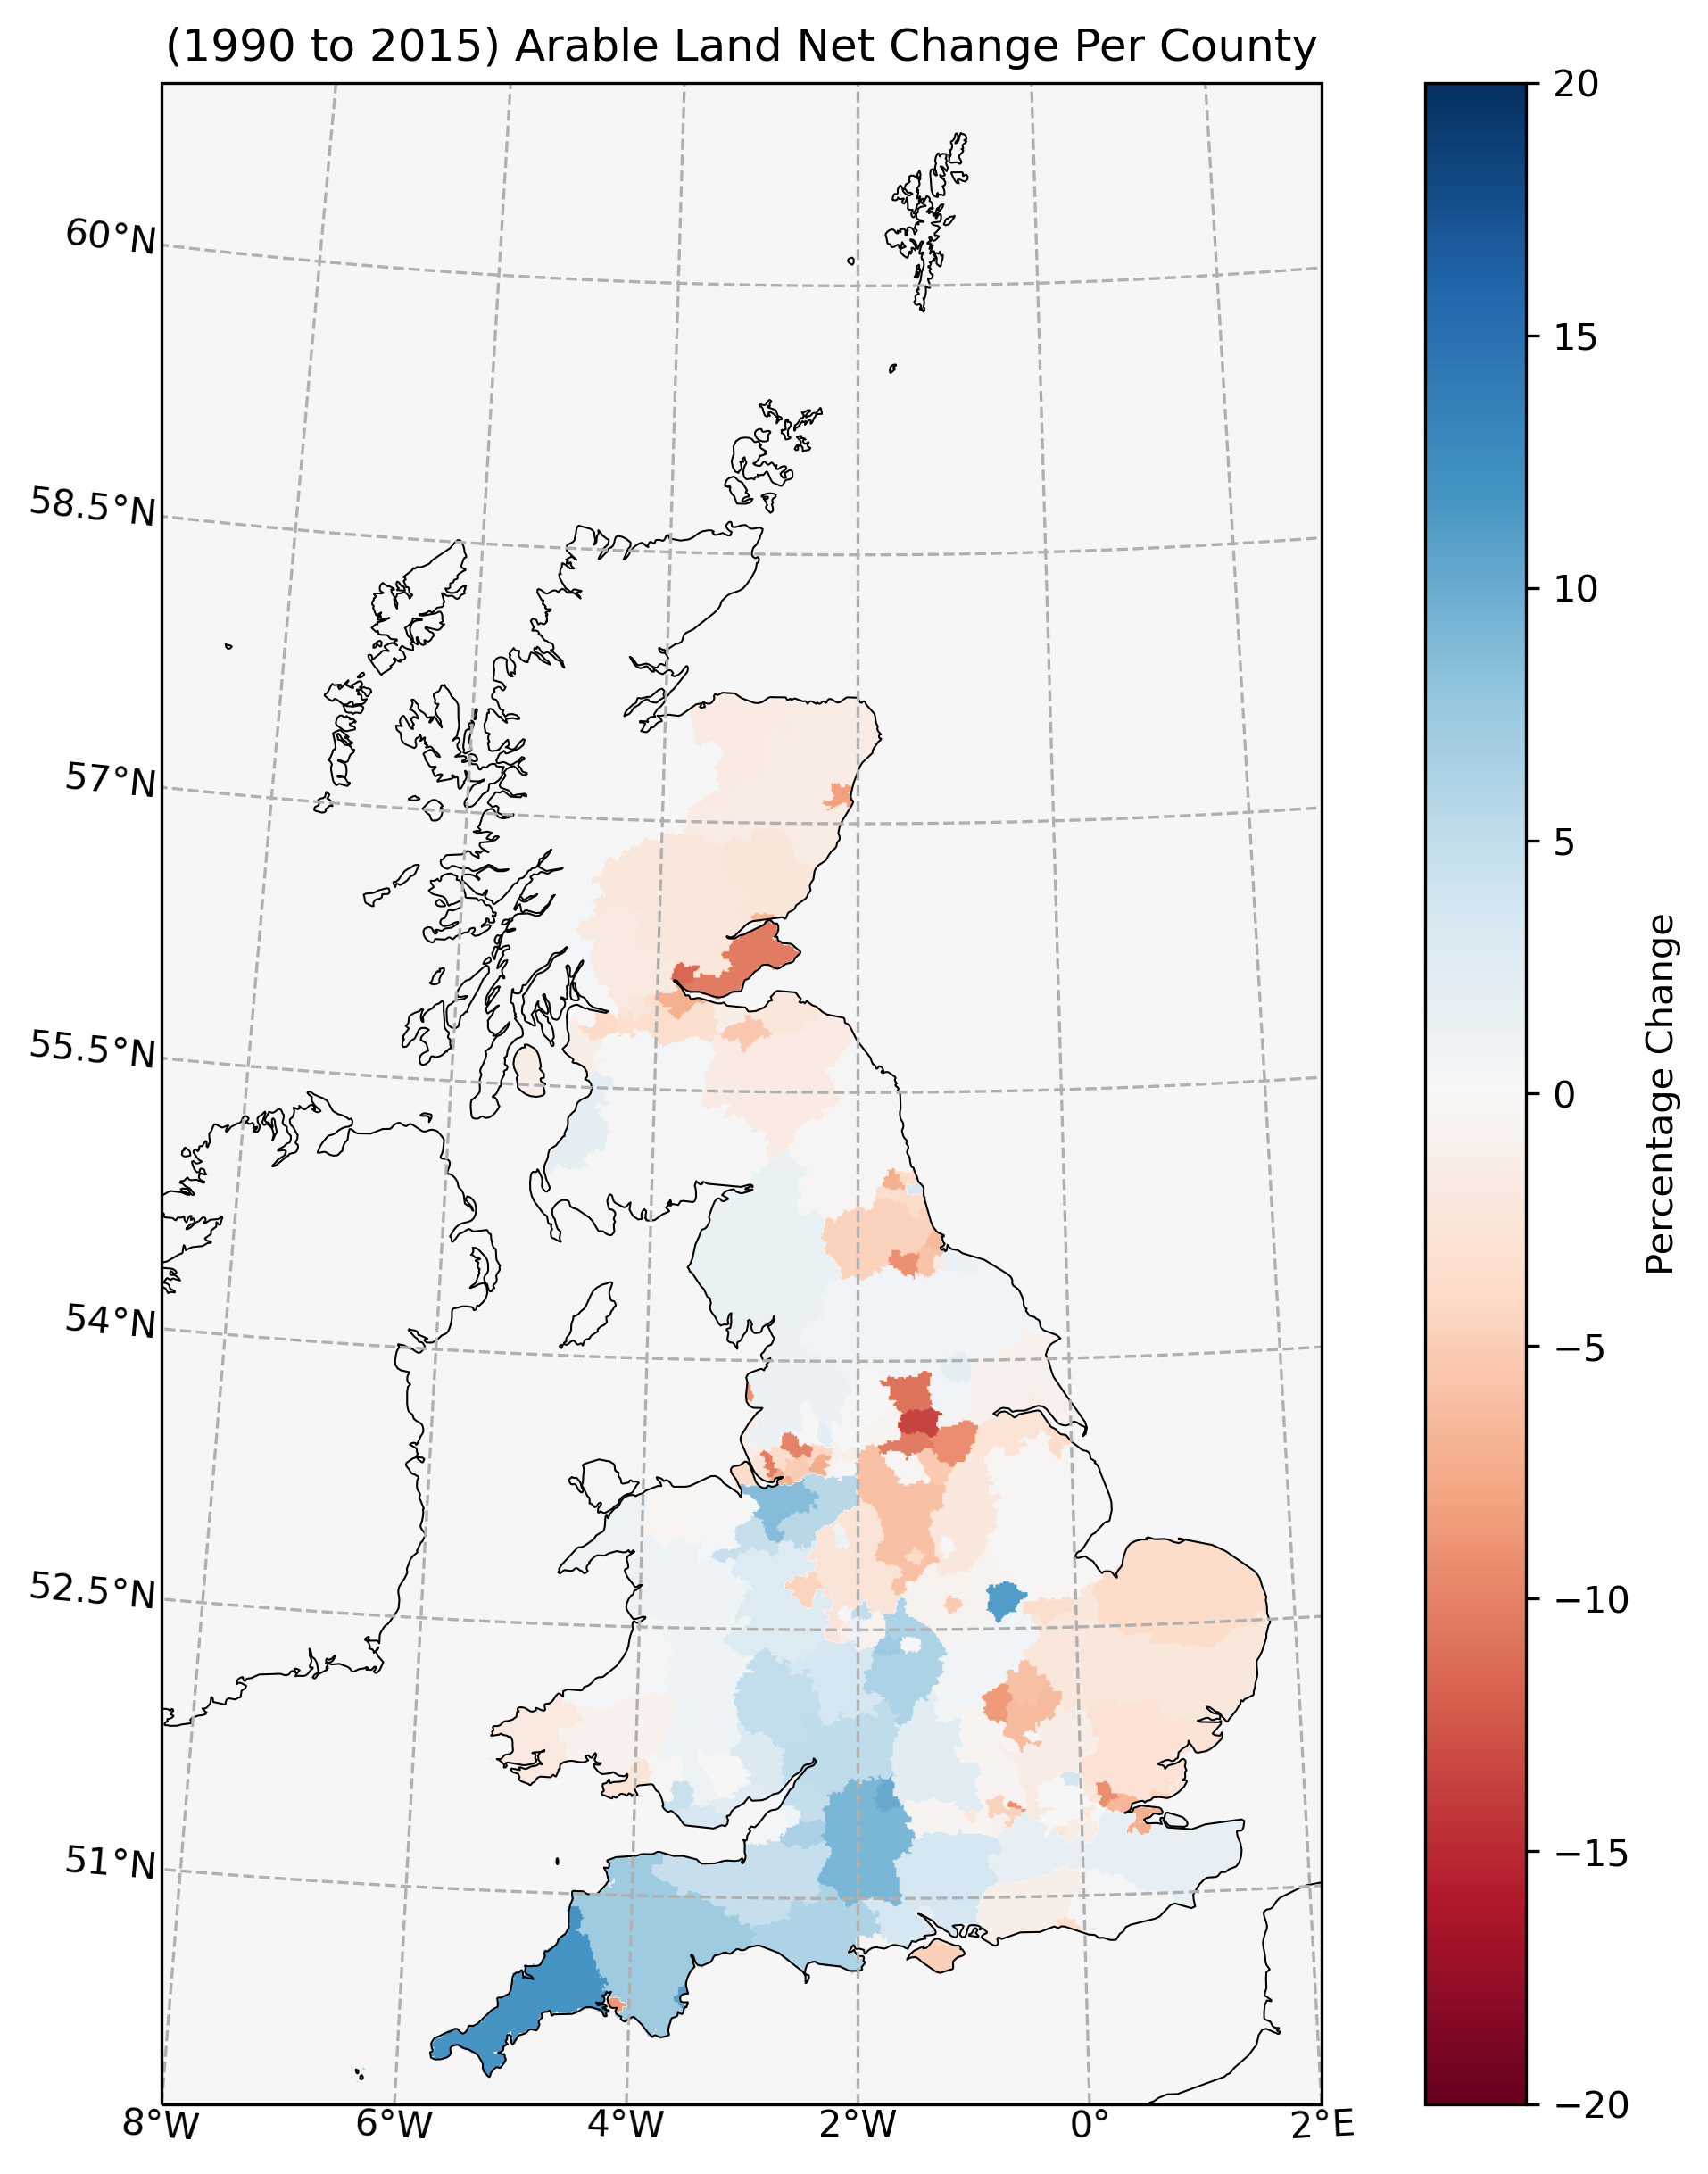 (1990 to 2015) Arable Land Net Change Per County
60°N
58.5°N
57°N
55.5°N
54°N
52.5°N
51°N
8°W
6°W
4°W
2°W
0°
2°E
20
15
10
5
0
−5
−10
−15
−20
Percentage Change